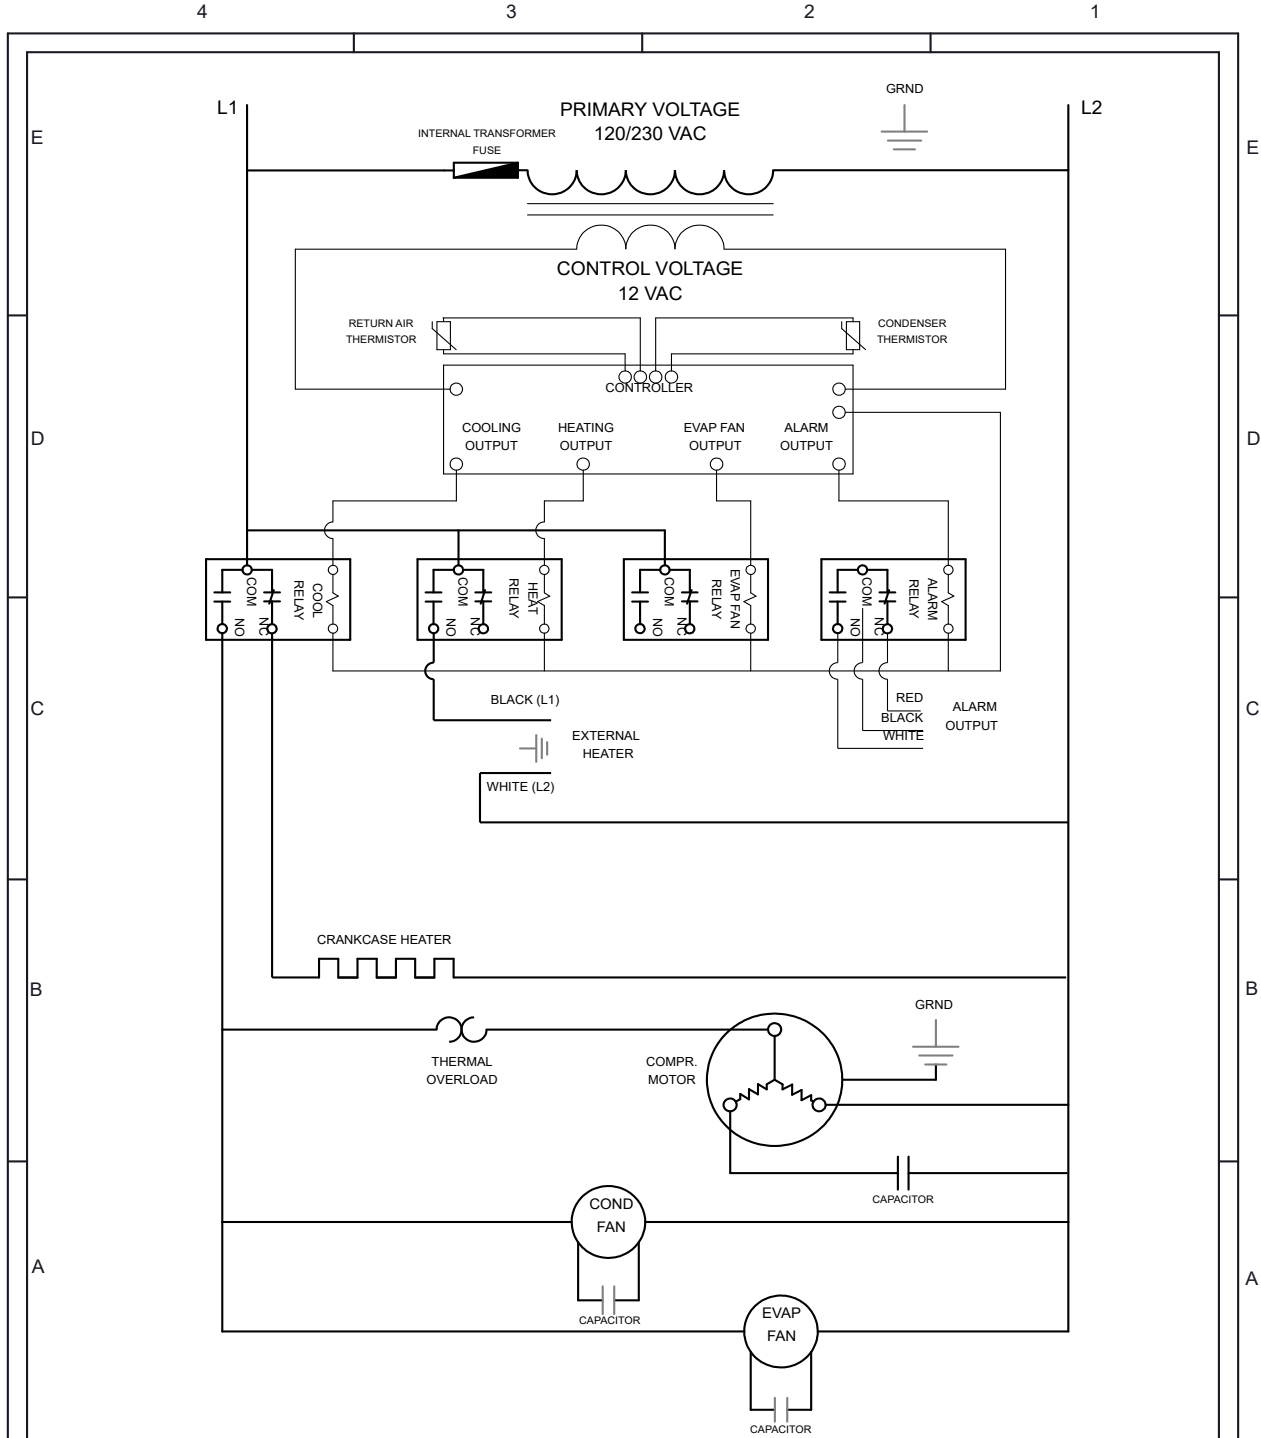 4
3
2
1
E
E
L1
PRIMARY VOLTAGE
120/230 VAC
GRND
L2
INTERNAL TRANSFORMER
FUSE
CONTROL VOLTAGE
12 VAC
RETURN AIR
THERMISTOR
CONDENSER
THERMISTOR
CONTROLLER
D
D
COOLING
OUTPUT
HEATING
OUTPUT
EVAP FAN
OUTPUT
ALARM
OUTPUT
COM
NO
NC
COOL
RELAY
COM
NO
NC
HEAT
RELAY
COM
NO
NC
EVAP FAN
RELAY
COM
NO
NC
ALARM
RELAY
C
C
BLACK (L1)
EXTERNAL
HEATER
WHITE (L2)
RED
BLACK
WHITE
ALARM
OUTPUT
CRANKCASE HEATER
B
B
THERMAL
OVERLOAD
COMPR.
MOTOR
GRND
CAPACITOR
COND
FAN
CAPACITOR
A
A
EVAP
FAN
CAPACITOR